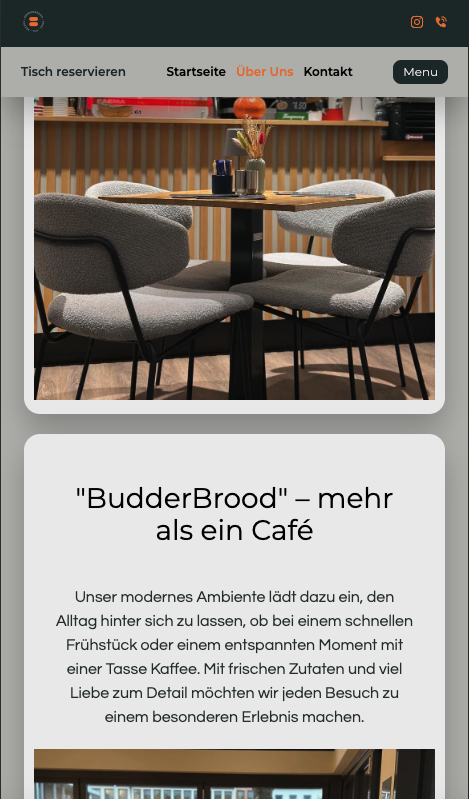 Tisch reservieren Startseite Über Uns Kontakt Menu
FAEMA
"BudderBrood" – mehr
als ein Café
Unser modernes Ambiente lädt dazu ein, den
Alltag hinter sich zu lassen, ob bei einem schnellen
Frühstück oder einem entspannten Moment mit
einer Tasse Kaffee. Mit frischen Zutaten und viel
Liebe zum Detail möchten wir jeden Besuch zu
einem besonderen Erlebnis machen.